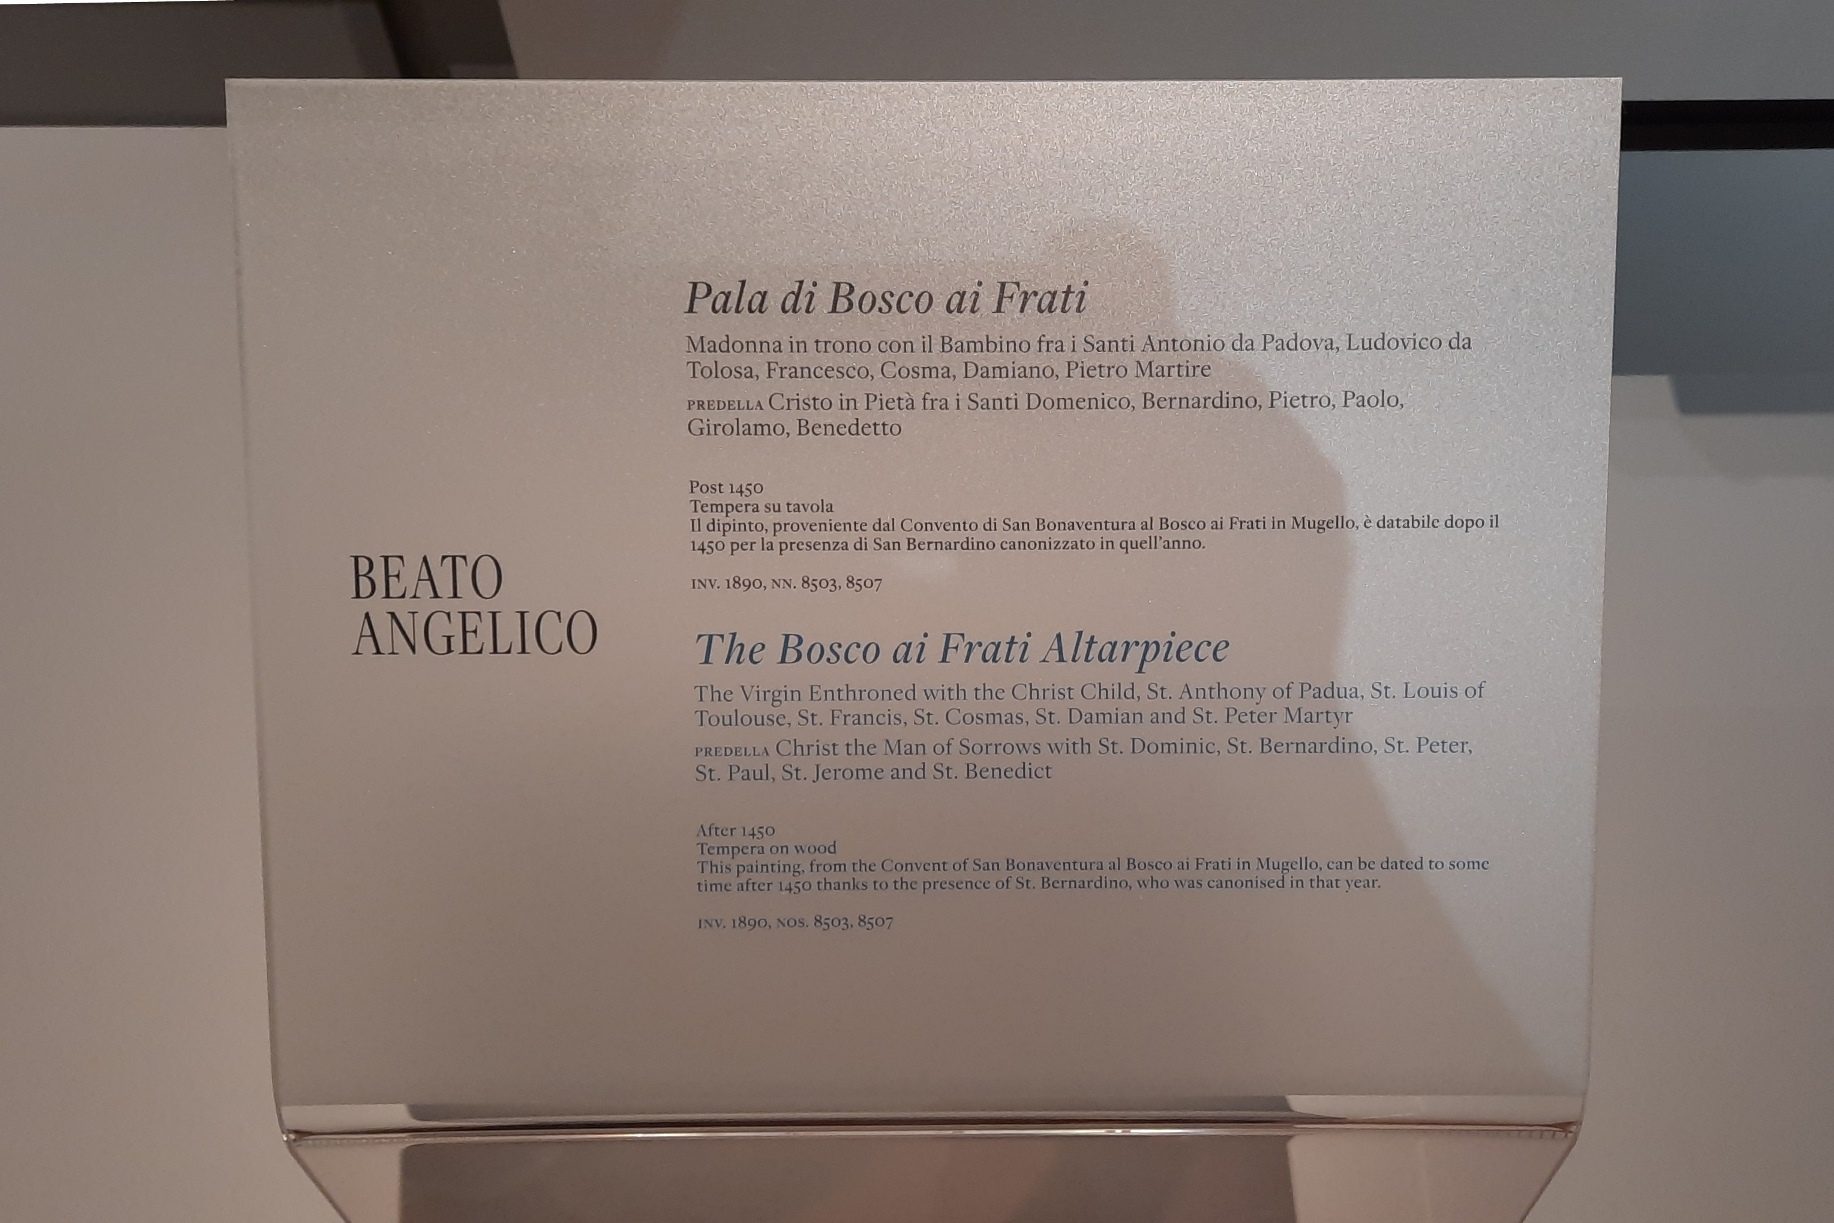 BEATO
ANGELICO
Pala di Bosco ai Frati
Madonna in trono con il Bambino fra i Santi Antonio da Padova, Ludovico da
Tolosa, Francesco, Cosma, Damiano, Pietro Martire
PREDELLA Cristo in Pietà fra i Santi Domenico, Bernardino, Pietro, Paolo,
Girolamo, Benedetto
Post 1450
Tempera su tavola
Il dipinto, proveniente dal Convento di San Bonaventura al Bosco ai Frati in Mugello, è databile dopo il
1450 per la presenza di San Bernardino canonizzato in quell'anno.
INV. 1890, NN. 8503, 8507
The Bosco ai Frati Altarpiece
The Virgin Enthroned with the Christ Child, St. Anthony of Padua, St. Louis of
Toulouse, St. Francis, St. Cosmas, St. Damian and St. Peter Martyr
PREDELLA Christ the Man of Sorrows with St. Dominic, St. Bernardino, St. Peter,
St. Paul, St. Jerome and St. Benedict
After 1450
Tempera on wood
This painting, from the Convent of San Bonaventura al Bosco ai Frati in Mugello, can be dated to some
time after 1450 thanks to the presence of St. Bernardino, who was canonised in that year.
INV. 1890, NOS. 8503, 8507